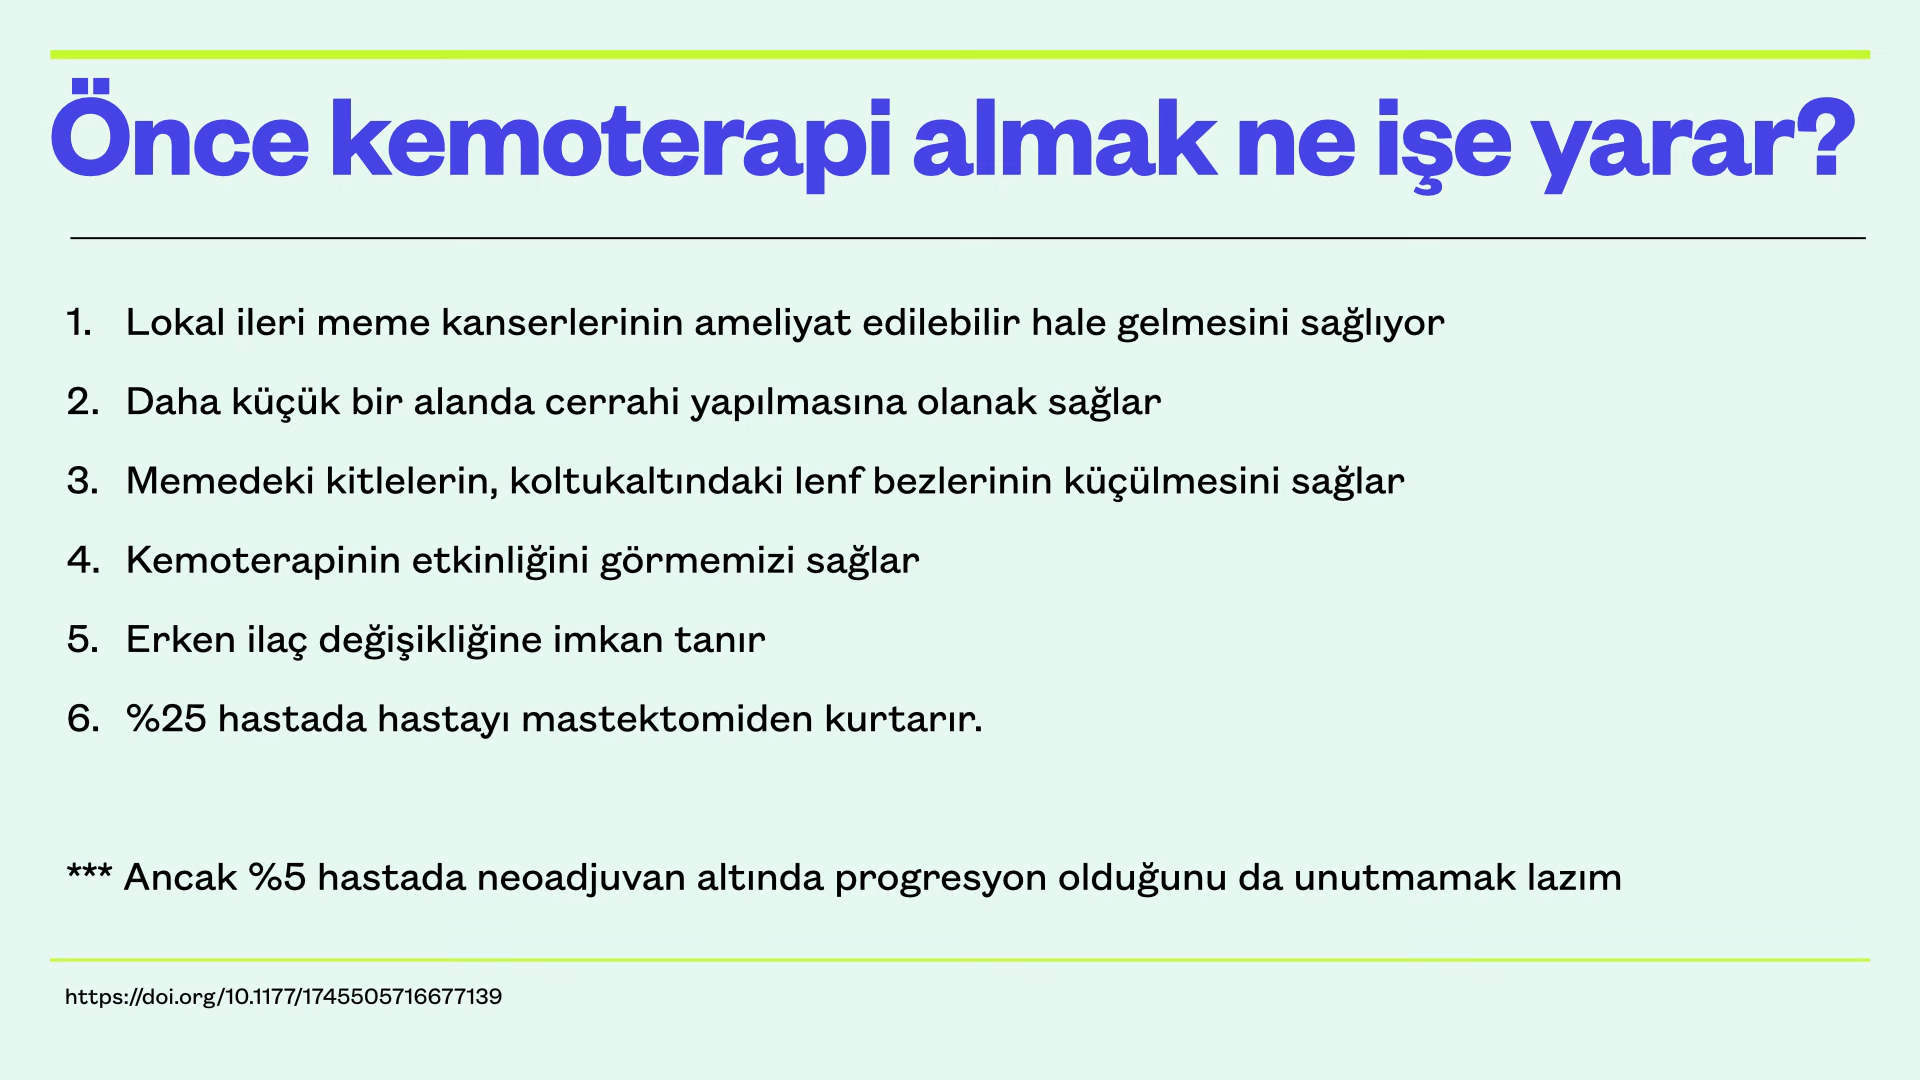 Önce kemoterapi almak ne işe yarar?
1. Lokal ileri meme kanserlerinin ameliyat edilebilir hale gelmesini sağlıyor
2. Daha küçük bir alanda cerrahi yapılmasına olanak sağlar
3. Memedeki kitlelerin, koltukaltındaki lenf bezlerinin küçülmesini sağlar
4. Kemoterapinin etkinliğini görmemizi sağlar
5. Erken ilaç değişikliğine imkan tanır
6. %25 hastada hastayı mastektomiden kurtarır.
*** Ancak %5 hastada neoadjuvan altında progresyon olduğunu da unutmamak lazım
https://doi.org/10.1177/1745505716677139